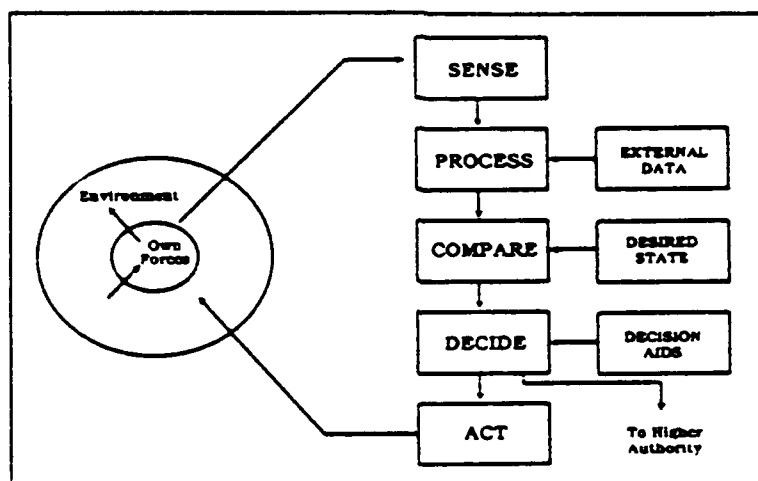 SENSE
PROCESS
EXTERNAL
DATA
Environment
Own
Forces
COMPARE
DESIRED
STATE
DECIDE
DECISION
AIDS
ACT
To Higher
Authority